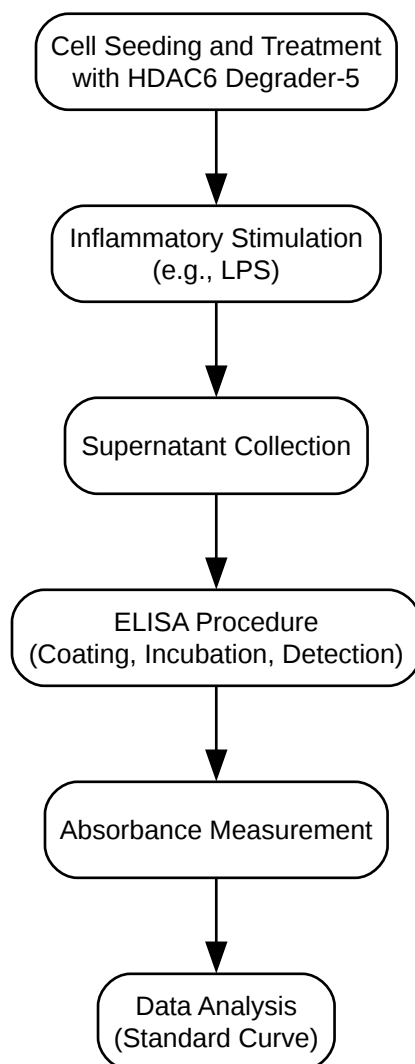 Cell Seeding and Treatment
with HDAC6 Degrader-5
Inflammatory Stimulation
(e.g., LPS)
Supernatant Collection
ELISA Procedure
(Coating, Incubation, Detection)
Absorbance Measurement
Data Analysis
(Standard Curve)